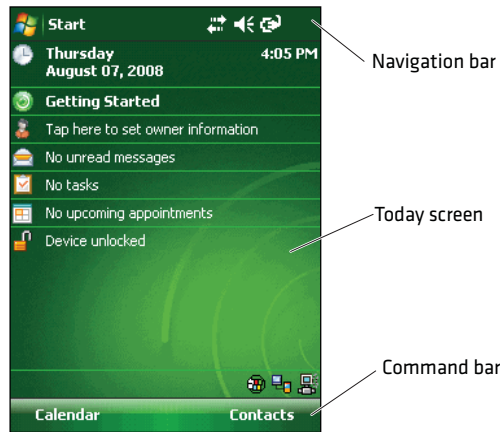 Start
Thursday 4:05 PM
August 07, 2008
Getting Started
Tap here to set owner information
No unread messages
No tasks
No upcoming appointments
Device unlocked
Calendar Contacts
Navigation bar
Today screen
Command bar